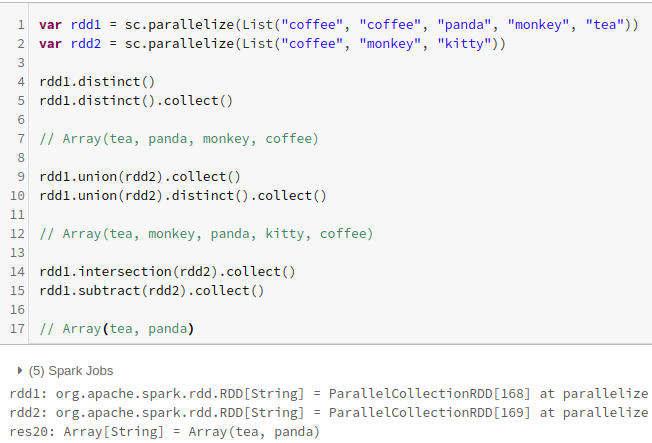 1 var rdd1 = sc.parallelize(List("coffee", "coffee", "panda", "monkey", "tea"))
2 var rdd2 = sc.parallelize(List("coffee", "monkey", "kitty"))
3
4 rdd1.distinct()
5 rdd1.distinct().collect()
6
7 // Array(tea, panda, monkey, coffee)
8
9 rdd1.union(rdd2).collect()
10 rdd1.union(rdd2).distinct().collect()
11
12 // Array(tea, monkey, panda, kitty, coffee)
13
14 rdd1.intersection(rdd2).collect()
15 rdd1.subtract(rdd2).collect()
16
17 // Array(tea, panda)
(5) Spark Jobs
rdd1: org.apache.spark.rdd.RDD[String] = ParallelCollectionRDD[168] at parallelize
rdd2: org.apache.spark.rdd.RDD[String] = ParallelCollectionRDD[169] at parallelize
res20: Array[String] = Array(tea, panda)